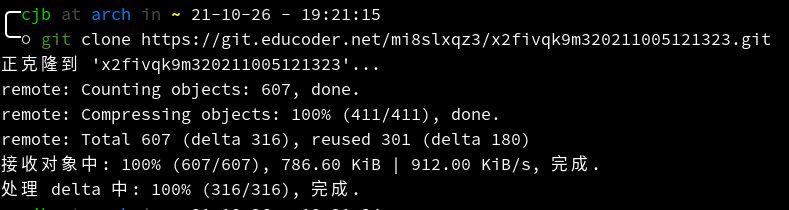 cjb at arch in ~ 21-10-26 - 19:21:15
○ git clone https://git.educoder.net/mi8slxqz3/x2fivqk9m320211005121323.git
正克隆到 'x2fivqk9m320211005121323'...
remote: Counting objects: 607, done.
remote: Compressing objects: 100% (411/411), done.
remote: Total 607 (delta 316), reused 301 (delta 180)
接收对象中: 100% (607/607), 786.60 KiB | 912.00 KiB/s, 完成.
处理 delta 中: 100% (316/316), 完成.